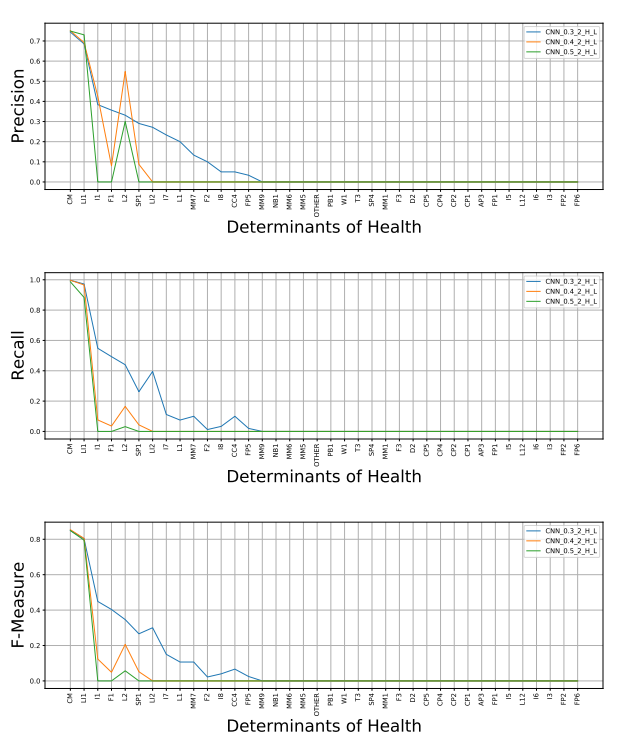 CNN_0.3_2_H_L
CNN_0.4_2_H_L
CNN_0.5_2_H_L
Precision
0.7
0.6
0.5
0.4
0.3
0.2
0.1
0.0
CM LI1 I1 F1 L2 SP1 LI2 I7 L1 MM7 F2 I8 CC4 FP5 MM9 NB1 MM6 MM5 OTHER PB1 W1 T3 SP4 MM1 F3 D2 CP5 CP4 CP2 CP1 AP3 FP1 I5 L12 I6 I3 FP2 FP6
Determinants of Health
CNN_0.3_2_H_L
CNN_0.4_2_H_L
CNN_0.5_2_H_L
Recall
1.0
0.8
0.6
0.4
0.2
0.0
CM LI1 I1 F1 L2 SP1 LI2 I7 L1 MM7 F2 I8 CC4 FP5 MM9 NB1 MM6 MM5 OTHER PB1 W1 T3 SP4 MM1 F3 D2 CP5 CP4 CP2 CP1 AP3 FP1 I5 L12 I6 I3 FP2 FP6
Determinants of Health
CNN_0.3_2_H_L
CNN_0.4_2_H_L
CNN_0.5_2_H_L
F-Measure
0.8
0.6
0.4
0.2
0.0
CM LI1 I1 F1 L2 SP1 LI2 I7 L1 MM7 F2 I8 CC4 FP5 MM9 NB1 MM6 MM5 OTHER PB1 W1 T3 SP4 MM1 F3 D2 CP5 CP4 CP2 CP1 AP3 FP1 I5 L12 I6 I3 FP2 FP6
Determinants of Health